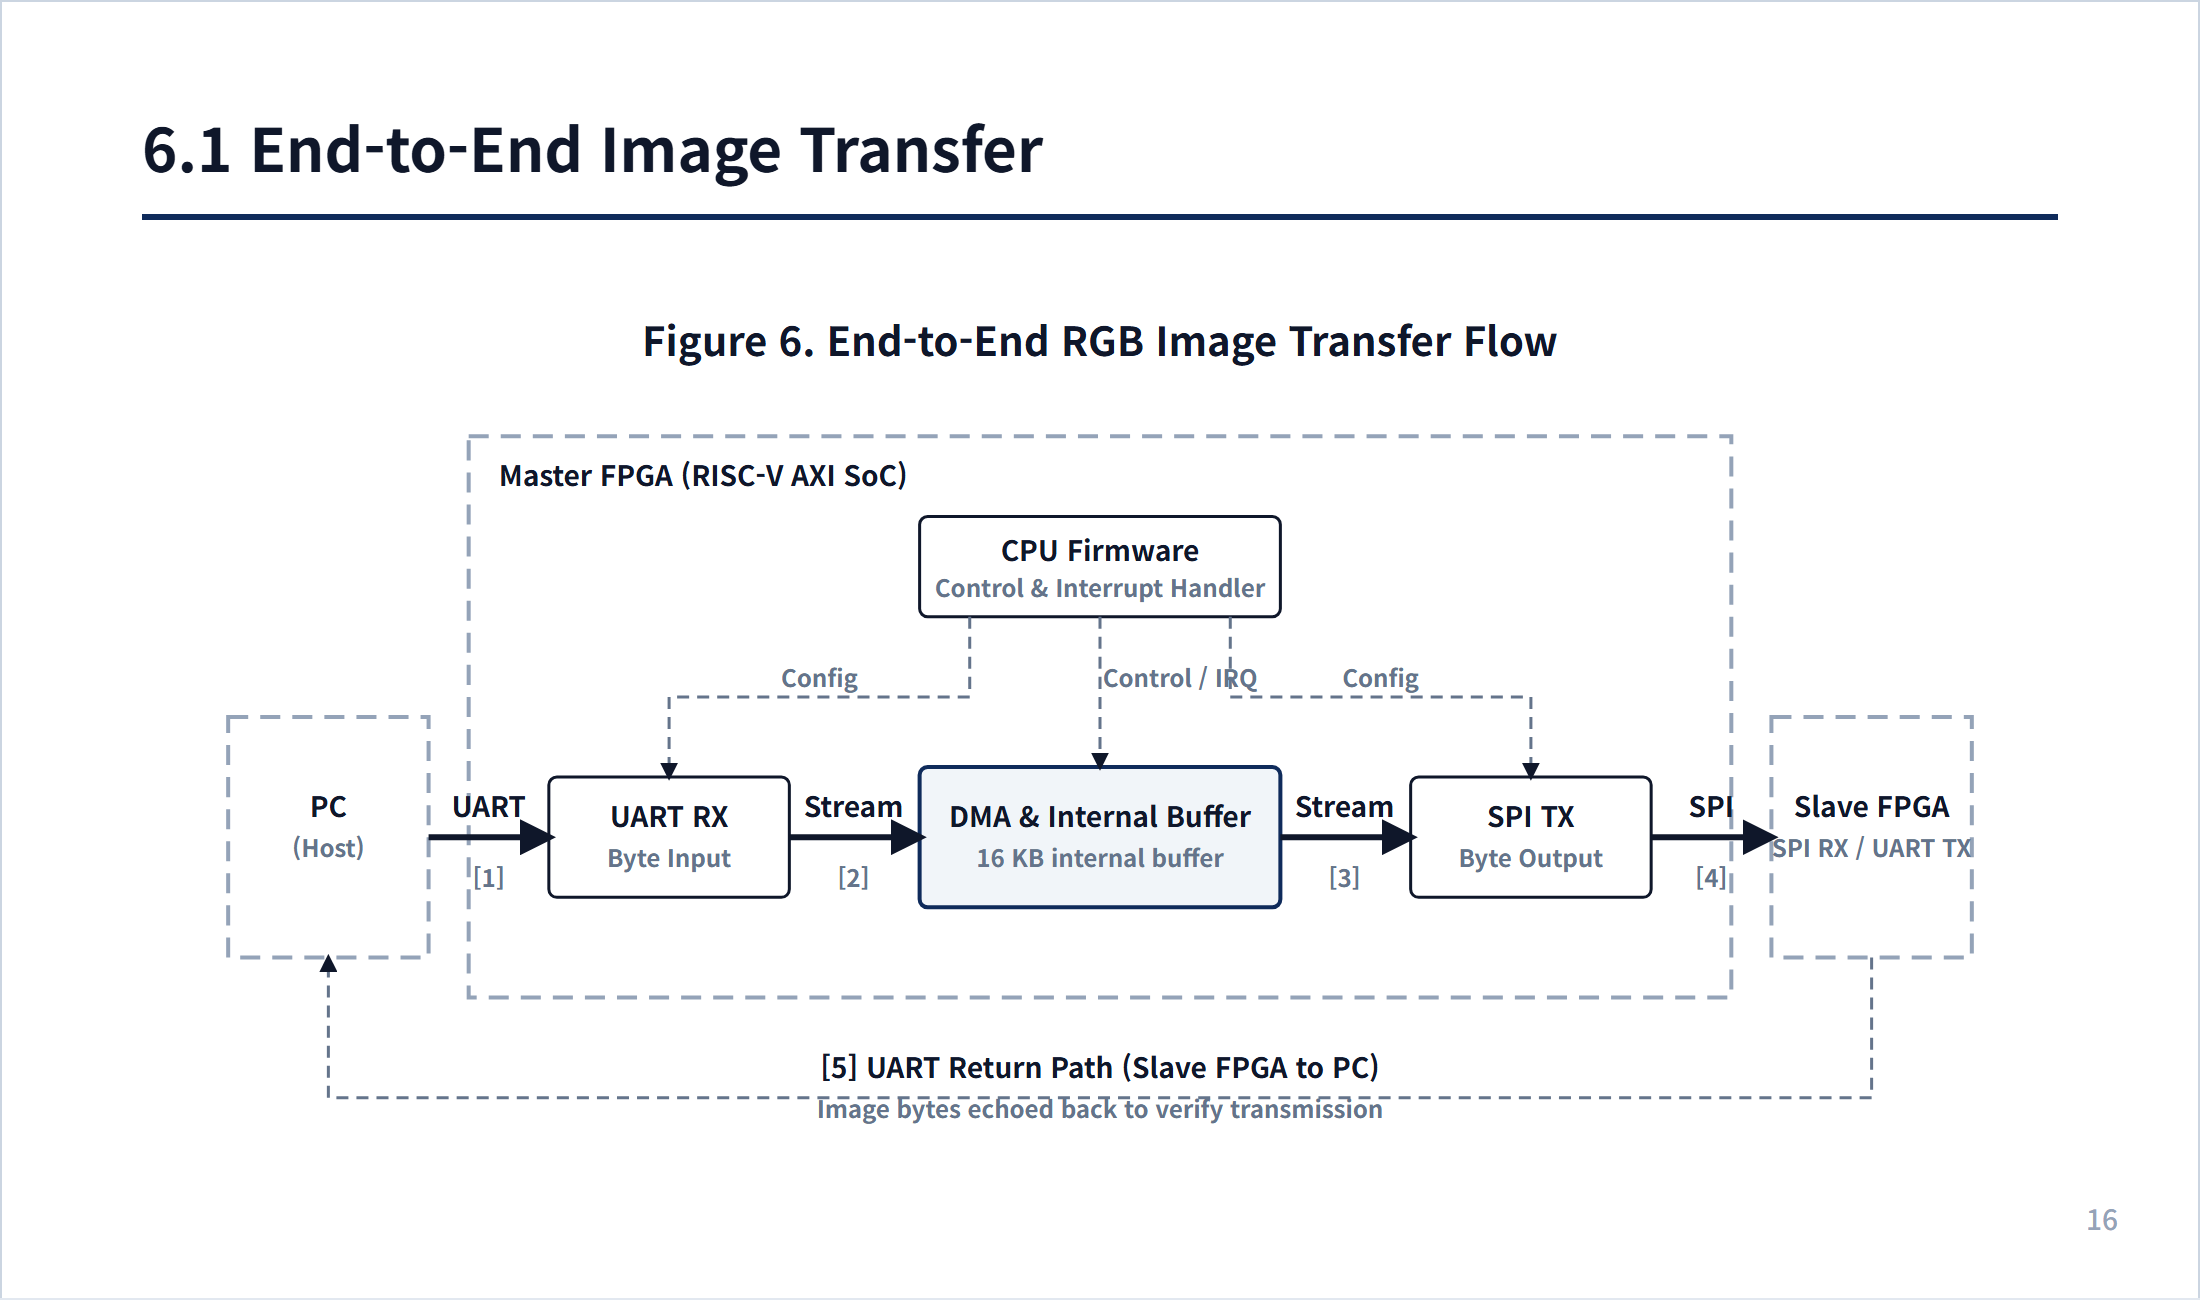 6.1 End-to-End Image Transfer
Figure 6. End-to-End RGB Image Transfer Flow
Master FPGA (RISC-V AXI SoC)
CPU Firmware
Control & Interrupt Handler
Config
Control / IRQ
Config
PC
(Host)
UART
[1]
UART RX
Byte Input
Stream
[2]
DMA & Internal Buffer
16 KB internal buffer
Stream
[3]
SPI TX
Byte Output
SPI
[4]
Slave FPGA
SPI RX / UART TX
[5] UART Return Path (Slave FPGA to PC)
Image bytes echoed back to verify transmission
16